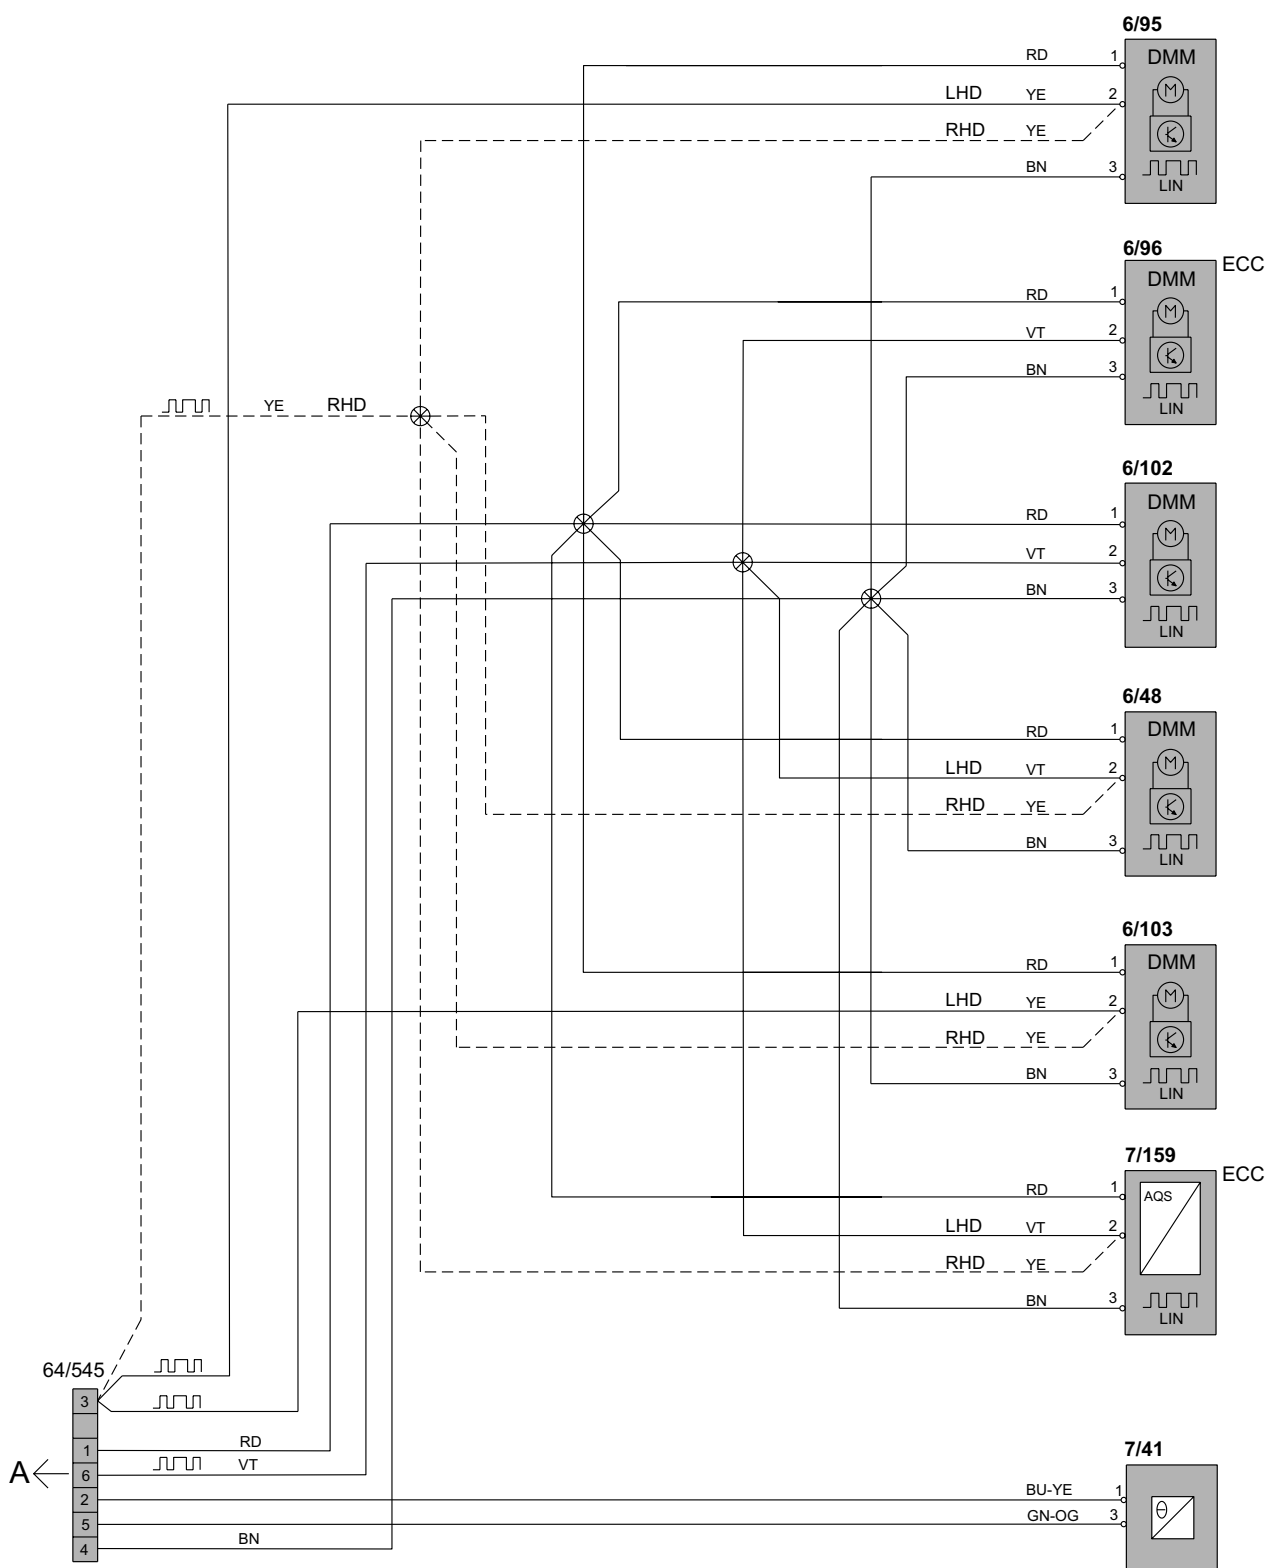 6/95
RD 1 DMM
LHD YE 2 M
RHD YE
BN 3
LIN
6/96
ECC
DMM
RD 1
M
VT 2
BN 3
LIN
YE RHD
6/102
DMM
RD 1
M
VT 2
BN 3
LIN
6/48
RD 1 DMM
LHD VT 2 M
RHD YE
BN 3
LIN
6/103
RD 1 DMM
LHD YE 2 M
RHD YE
BN 3
LIN
7/159
ECC
RD 1 AQS
LHD VT 2
RHD YE
BN 3
LIN
64/545
3
RD
1
A 6 VT
7/41
2 BU-YE 1
θ
5 GN-OG 3
4 BN